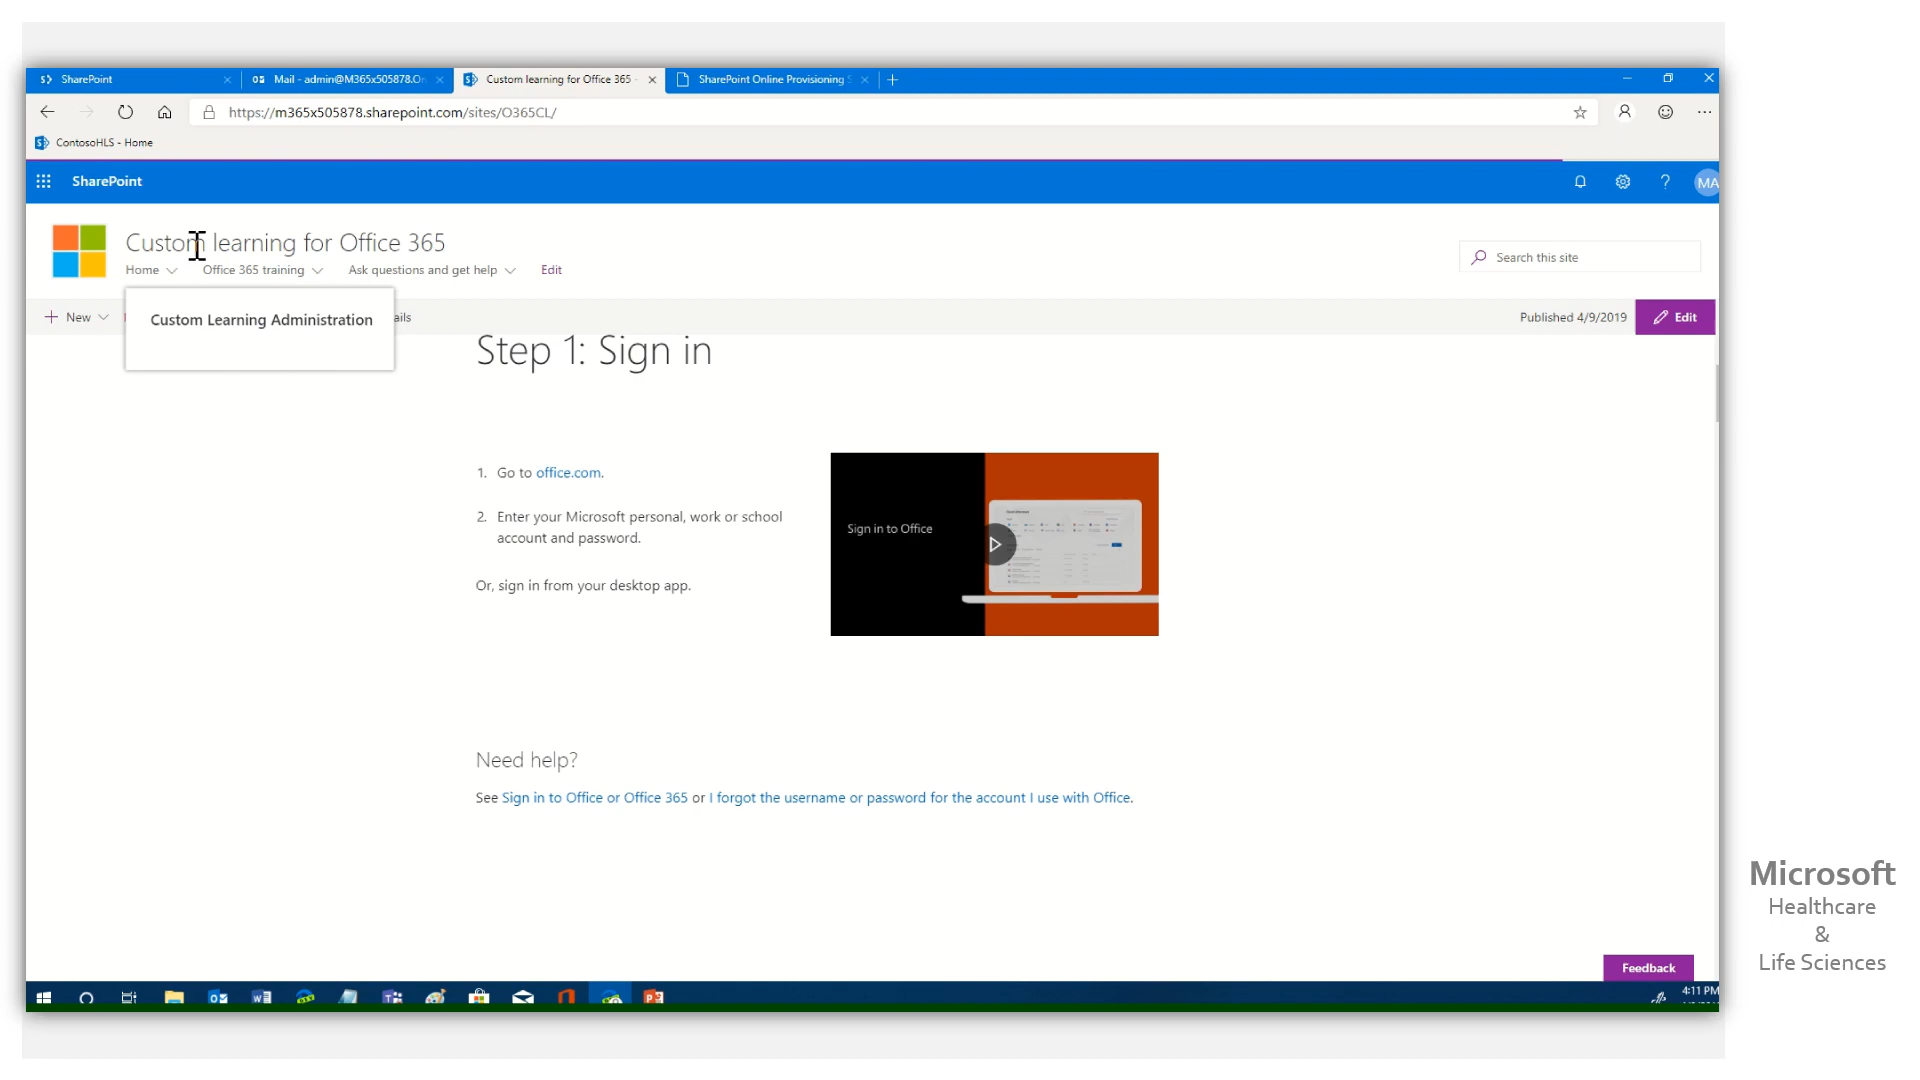 SharePoint
Mail - admin@M365x505878.On
Custom learning for Office 365 -
SharePoint Online Provisioning S
https://m365x505878.sharepoint.com/sites/O365CL/
ContosoHLS - Home
SharePoint
MA
Custom learning for Office 365
Home
Office 365 training
Ask questions and get help
Edit
Search this site
New
Custom Learning Administration
ails
Published 4/9/2019
Edit
Step 1: Sign in
1. Go to office.com.
2. Enter your Microsoft personal, work or school
account and password.
Or, sign in from your desktop app.
Sign in to Office
Need help?
See Sign in to Office or Office 365 or I forgot the username or password for the account I use with Office.
Feedback
4:11 PM
Microsoft
Healthcare
&
Life Sciences